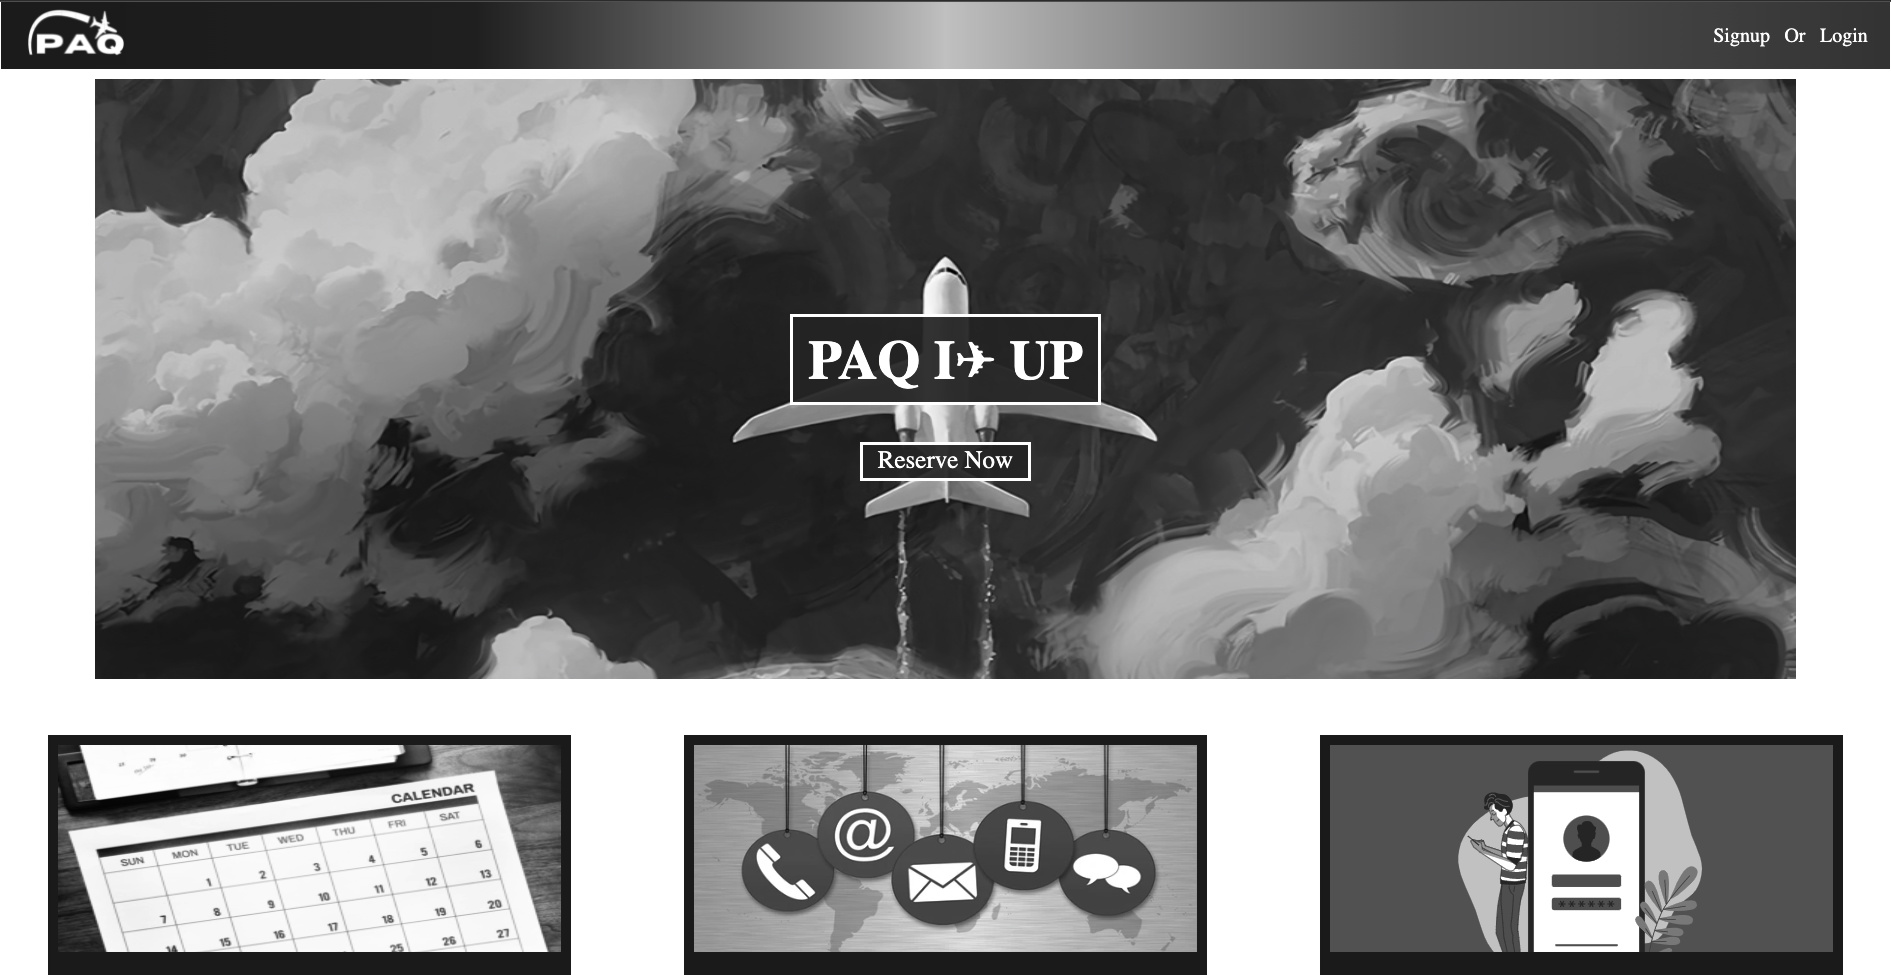 PAQ
Signup Or Login
PAQ I✈ UP
Reserve Now
CALENDAR
SUN MON TUE WED THU FRI SAT
1 2 3 4 5 6
7 8 9 10 11 12 13
14 15 16 17 18 19 20
25 26 27
@
******